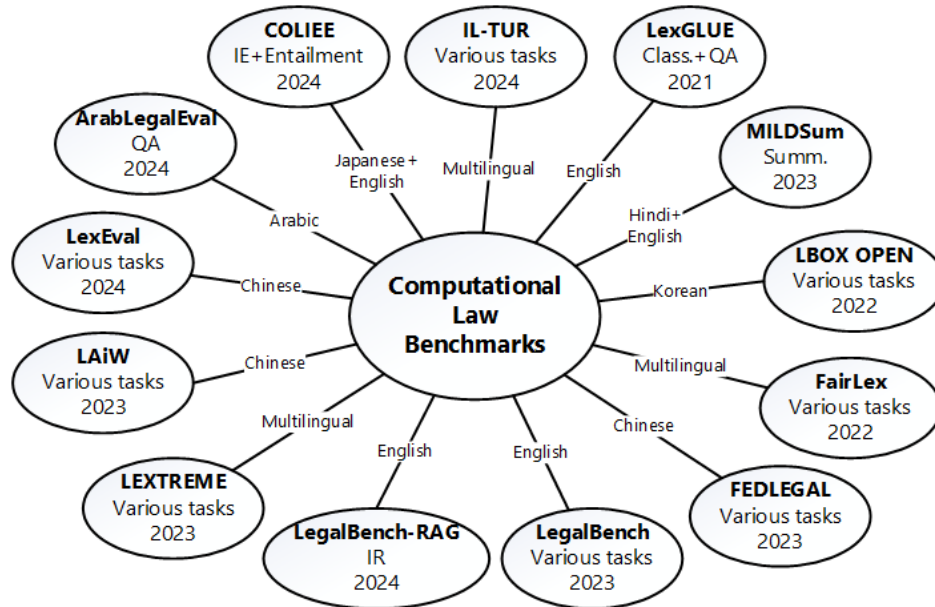 COLIEE
IE+Entailment
2024
IL-TUR
Various tasks
2024
LexGLUE
Class.+ QA
2021
ArabLegalEval
QA
2024
MILDSum
Summ.
2023
Japanese+
English
Multilingual
English
Hindi+
English
Arabic
LexEval
Various tasks
2024
Chinese
Computational
Law
Benchmarks
Korean
LBOX OPEN
Various tasks
2022
LAiW
Various tasks
2023
Chinese
Multilingual
FairLex
Various tasks
2022
Multilingual
English
English
Chinese
LEXTREME
Various tasks
2023
LegalBench-RAG
IR
2024
LegalBench
Various tasks
2023
FEDLEGAL
Various tasks
2023